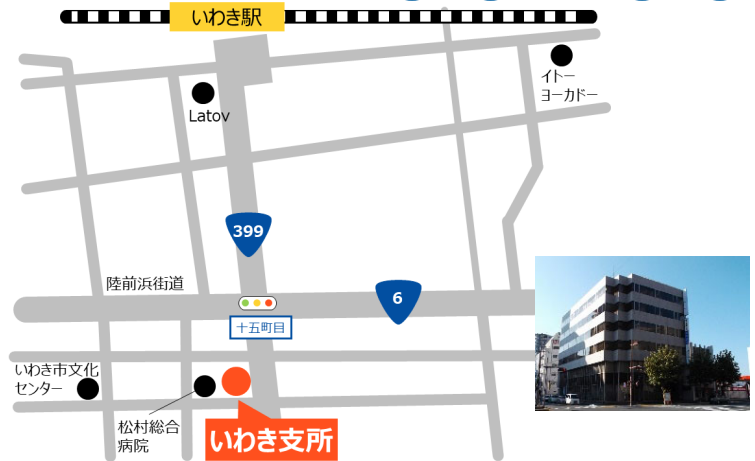 いわき駅
イトー
ヨーカドー
Latov
399
陸前浜街道
6
十五町目
いわき市文化
センター
松村総合
病院
いわき支所